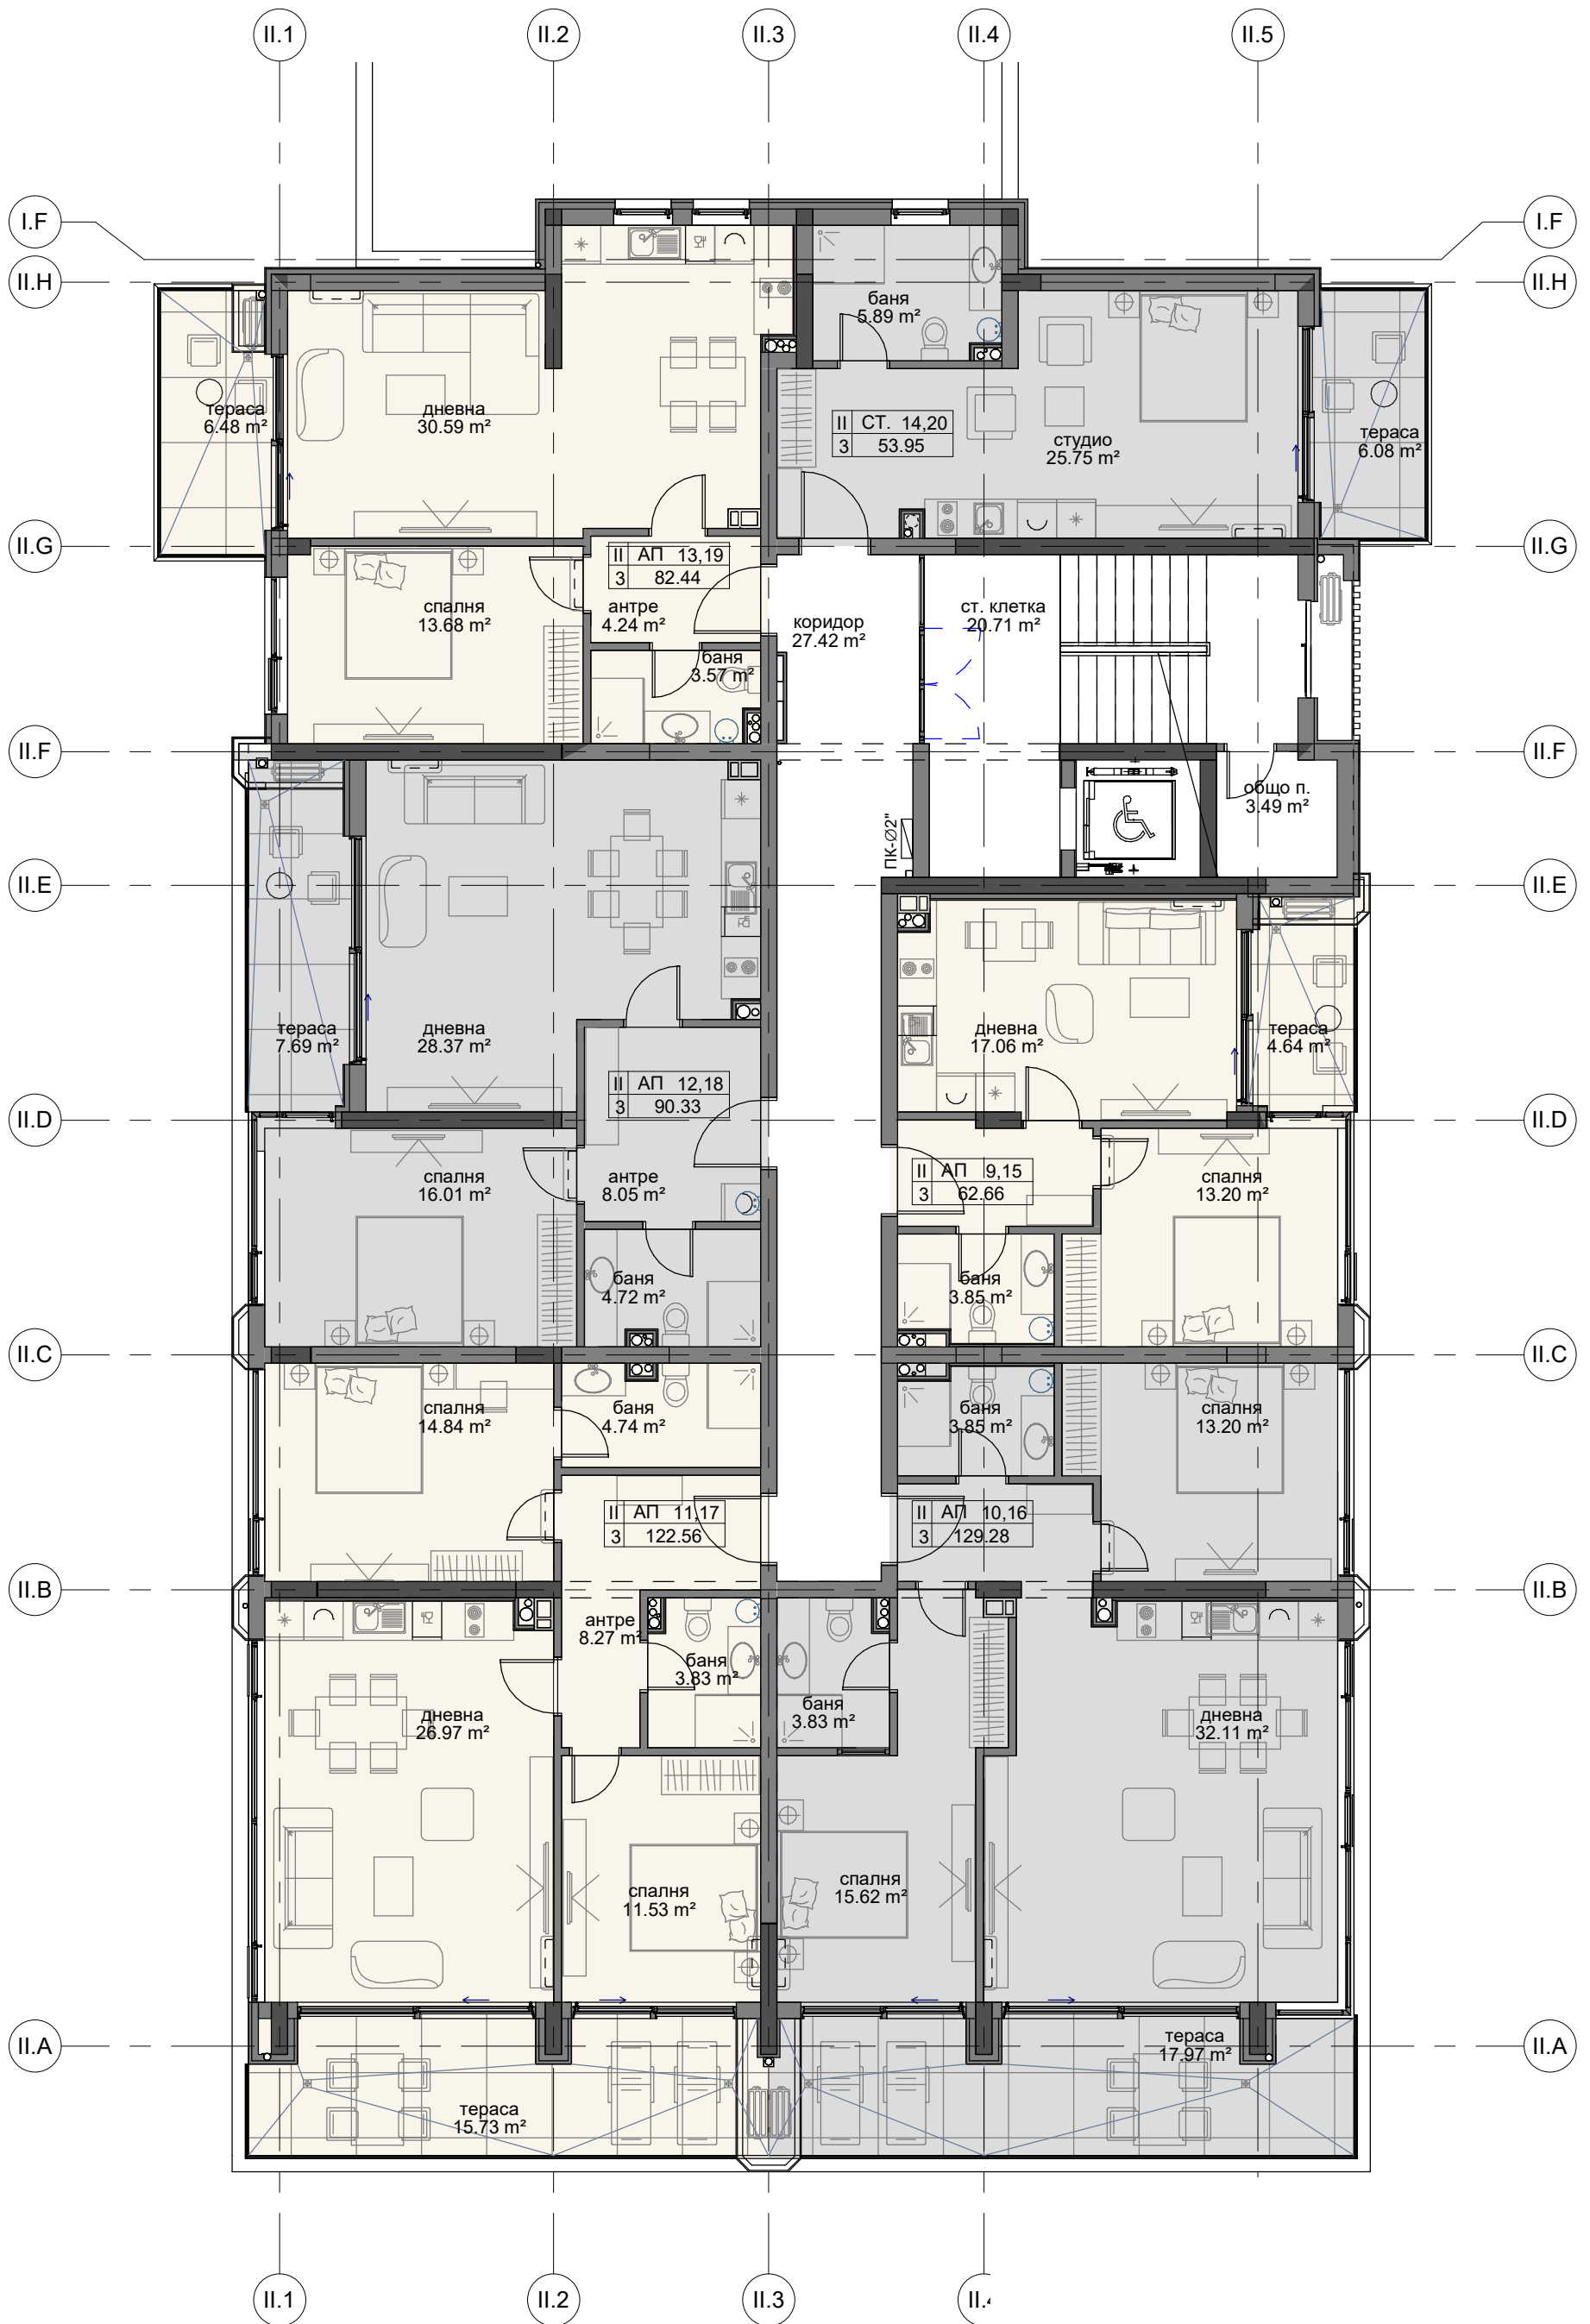 II.1
II.2
II.3
II.4
II.5
I.F
I.F
II.H
II.H
баня
5.89 m²
тераса
6.48 m²
дневна
30.59 m²
II СТ. 14,20
3 53.95
студио
25.75 m²
тераса
6.08 m²
II.G
II.G
II АП 13,19
3 82.44
спалня
13.68 m²
антре
4.24 m²
коридор
27.42 m²
ст. клетка
20.71 m²
баня
3.57 m²
II.F
II.F
общо п.
3.49 m²
ПК-Ø2"
II.E
II.E
тераса
7.69 m²
дневна
28.37 m²
дневна
17.06 m²
тераса
4.64 m²
II АП 12,18
3 90.33
II.D
II.D
спалня
16.01 m²
антре
8.05 m²
II АП 9,15
3 62.66
спалня
13.20 m²
баня
4.72 m²
баня
3.85 m²
II.C
II.C
спалня
14.84 m²
баня
4.74 m²
баня
3.85 m²
спалня
13.20 m²
II АП 11,17
3 122.56
II АП 10,16
3 129.28
II.B
II.B
антре
8.27 m²
баня
3.83 m²
баня
3.83 m²
дневна
26.97 m²
дневна
32.11 m²
спалня
11.53 m²
спалня
15.62 m²
II.A
II.A
тераса
17.97 m²
тераса
15.73 m²
II.1
II.2
II.3